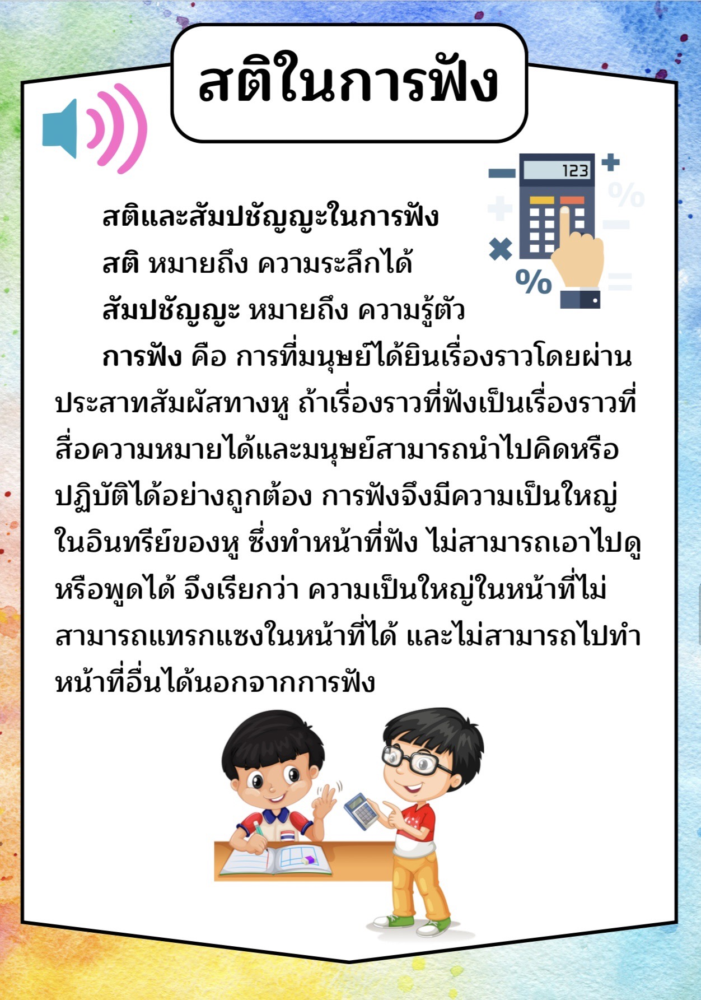 สติในการฟัง
123
สติและสัมปชัญญะในการฟัง
สติ หมายถึง ความระลึกได้
สัมปชัญญะ หมายถึง ความรู้ตัว
การฟัง คือ การที่มนุษย์ได้ยินเรื่องราวโดยผ่าน
ประสาทสัมผัสทางหู ถ้าเรื่องราวที่ฟังเป็นเรื่องราวที่
สื่อความหมายได้และมนุษย์สามารถนำไปคิดหรือ
ปฏิบัติได้อย่างถูกต้อง การฟังจึงมีความเป็นใหญ่
ในอินทรีย์ของหู ซึ่งทำหน้าที่ฟัง ไม่สามารถเอาไปดู
หรือพูดได้ จึงเรียกว่า ความเป็นใหญ่ในหน้าที่ไม่
สามารถแทรกแซงในหน้าที่ได้ และไม่สามารถไปทำ
หน้าที่อื่นได้นอกจากการฟัง